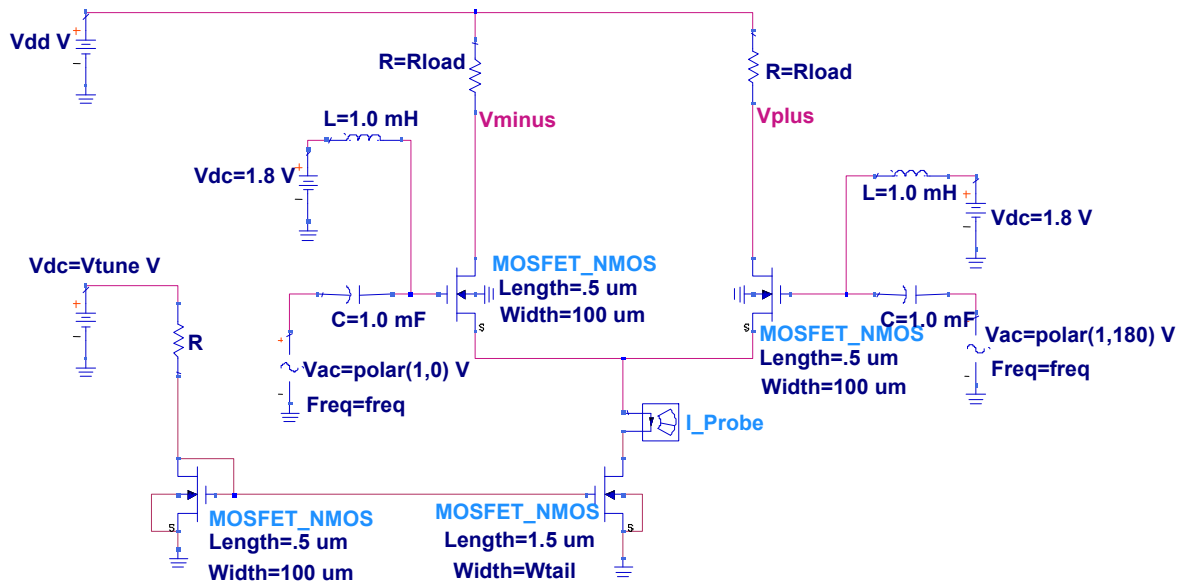 Vdd V
R=Rload
R=Rload
Vminus
Vplus
L=1.0 mH
Vdc=1.8 V
L=1.0 mH
Vdc=1.8 V
Vdc=Vtune V
R
MOSFET_NMOS
Length=.5 um
Width=100 um
S
C=1.0 mF
Vac=polar(1,0) V
Freq=freq
S
MOSFET_NMOS
Length=.5 um
Width=100 um
C=1.0 mF
Vac=polar(1,180) V
Freq=freq
I_Probe
S
MOSFET_NMOS
Length=.5 um
Width=100 um
S
MOSFET_NMOS
Length=1.5 um
Width=Wtail